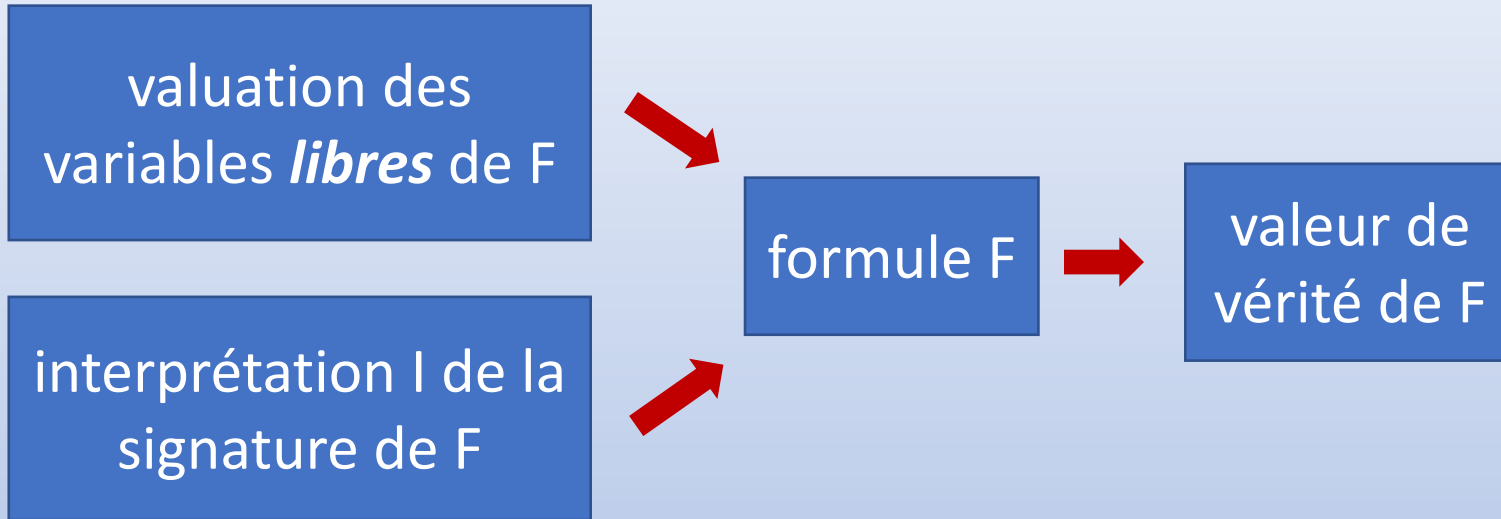 valuation des
variables libres de F
interprétation I de la
signature de F
formule F
valeur de
vérité de F